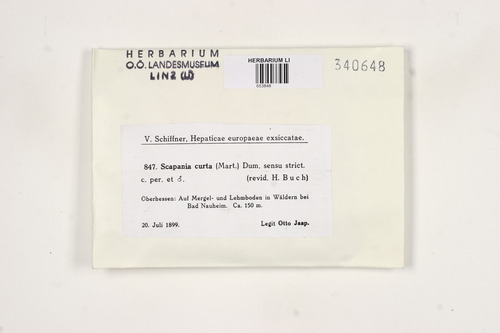 HERBARIUM
O.Ö. LANDESMUSEUM
LINZ (LI)
HERBARIUM LI
653848
340648
V. Schiffner, Hepaticae europaeae exsiccatae.
847. Scapania curta (Mart.) Dum. sensu strict.
c. per. et ♂. (revid. H. Buch)
Oberhessen: Auf Mergel- und Lehmboden in Wäldern bei
Bad Nauheim. Ca. 150 m.
20. Juli 1899. Legit Otto Jaap.